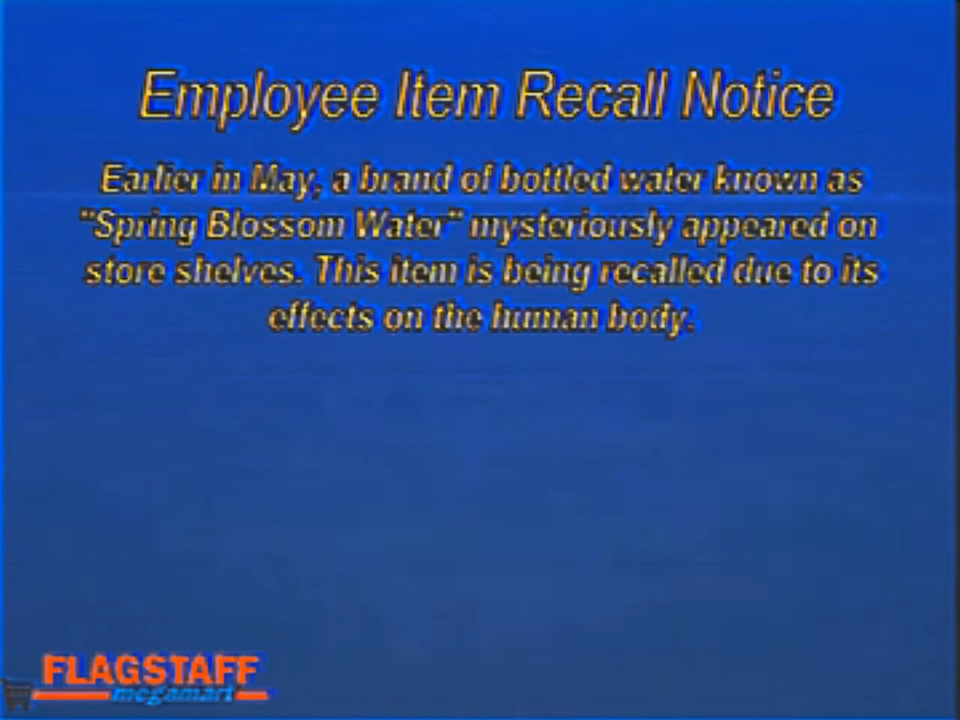 Employee Item Recall Notice
Earlier in May, a brand of bottled water known as
"Spring Blossom Water" mysteriously appeared on
store shelves. This item is being recalled due to its
effects on the human body.
FLAGSTAFF
megamart